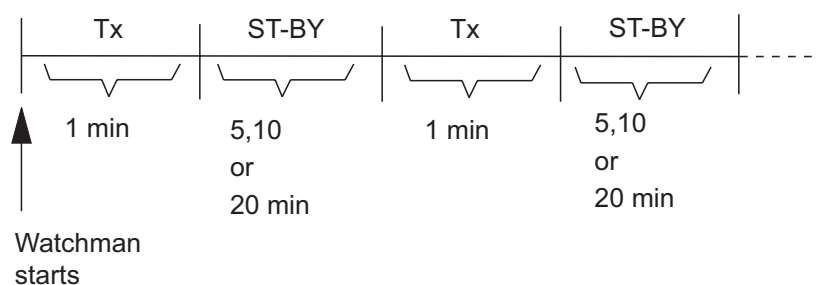 Tx ST-BY Tx ST-BY
1 min 5,10 1 min 5,10
or or
20 min 20 min
Watchman
starts